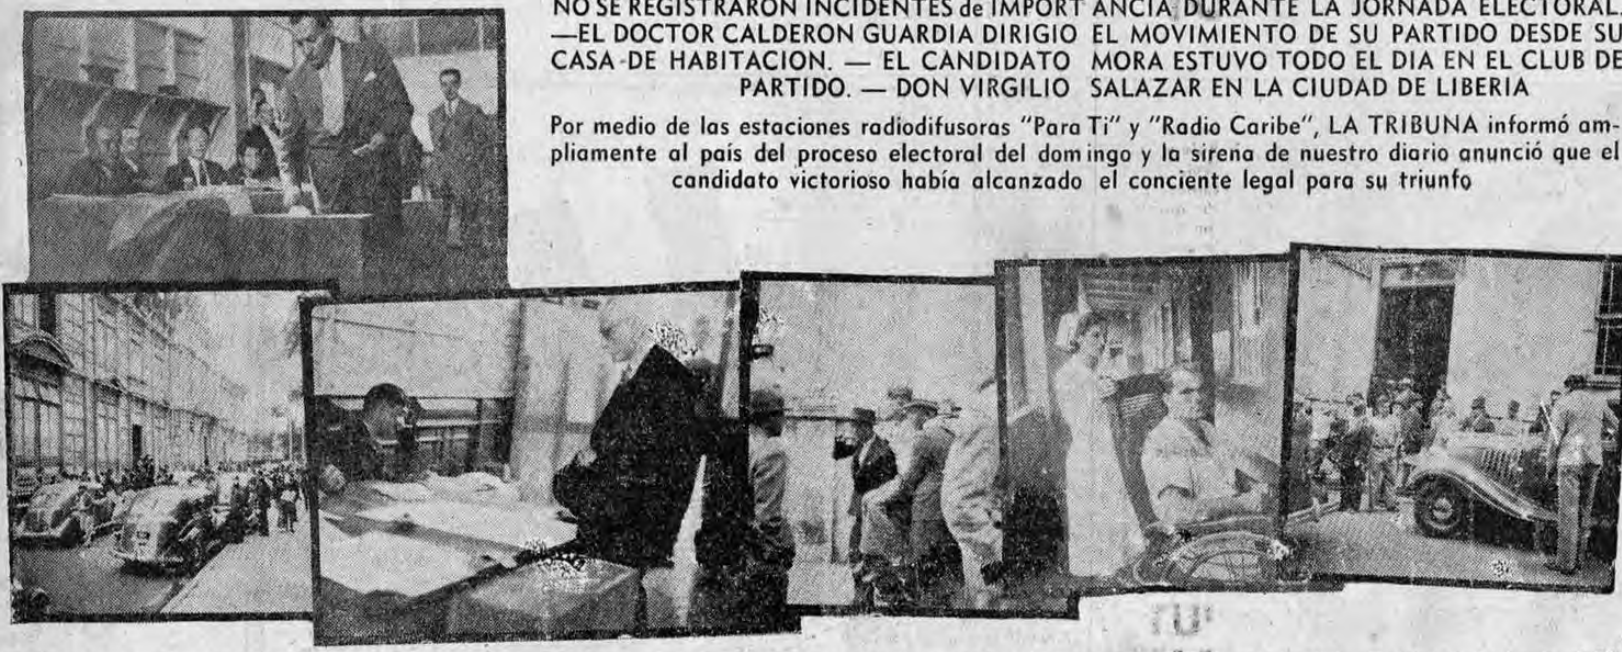 NO SE REGISTRARON INCIDENTES de IMPORT ANCIA DURANTE LA JORNADA ELECTORAL.
—EL DOCTOR CALDERON GUARDIA DIRIGIO EL MOVIMIENTO DE SU PARTIDO DESDE SU
CASA DE HABITACION. — EL CANDIDATO MORA ESTUVO TODO EL DIA EN EL CLUB DE
PARTIDO. — DON VIRGILIO SALAZAR EN LA CIUDAD DE LIBERIA
Por medio de las estaciones radiodifusoras "Para Ti" y "Radio Caribe", LA TRIBUNA informó am-
pliamente al país del proceso electoral del domingo y la sirena de nuestro diario anunció que el
candidato victorioso había alcanzado el conciente legal para su triunfo